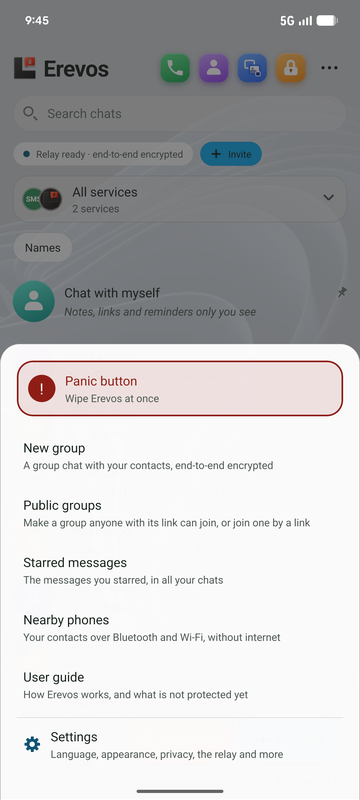 9:45
5G
Erevos
Search chats
Relay ready · end-to-end encrypted
+ Invite
SMS
All services
2 services
Names
Chat with myself
Notes, links and reminders only you see
Panic button
Wipe Erevos at once
New group
A group chat with your contacts, end-to-end encrypted
Public groups
Make a group anyone with its link can join, or join one by a link
Starred messages
The messages you starred, in all your chats
Nearby phones
Your contacts over Bluetooth and Wi-Fi, without internet
User guide
How Erevos works, and what is not protected yet
Settings
Language, appearance, privacy, the relay and more